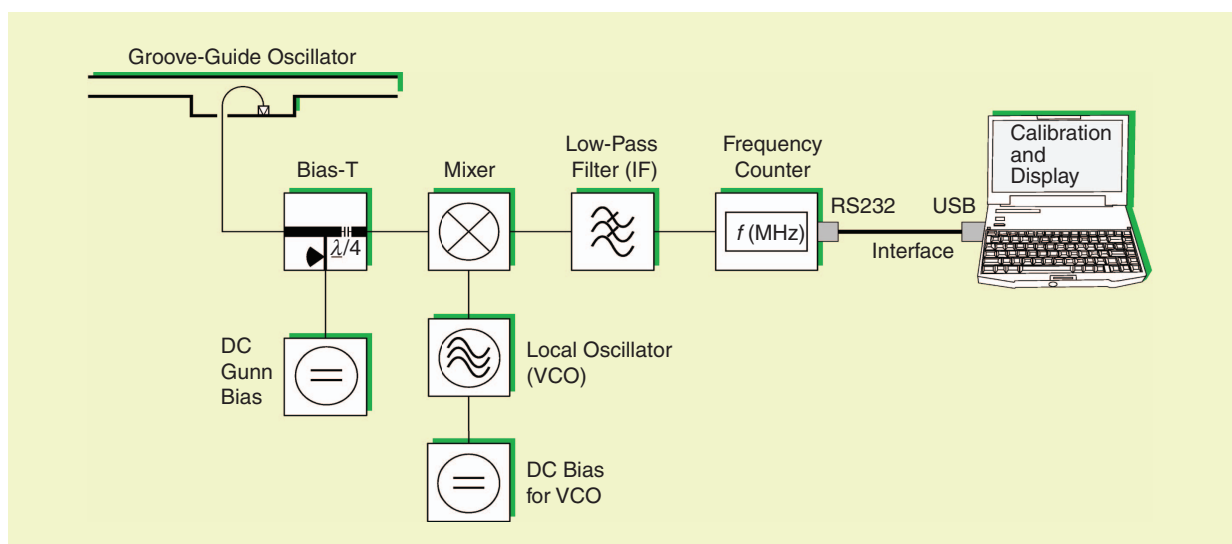 Groove-Guide Oscillator
Bias-T
λ/4
DC
Gunn
Bias
Mixer
Local Oscillator
(VCO)
DC Bias
for VCO
Low-Pass
Filter (IF)
Frequency
Counter
f (MHz)
RS232
USB
Interface
Calibration
and
Display